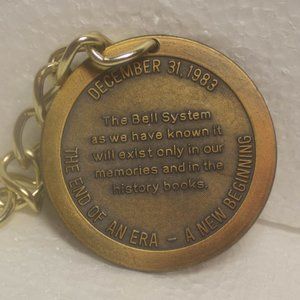 DECEMBER 31, 1983
The Bell System
as we have known it
will exist only in our
memories and in the
history books.
THE END OF AN ERA - A NEW BEGINNING